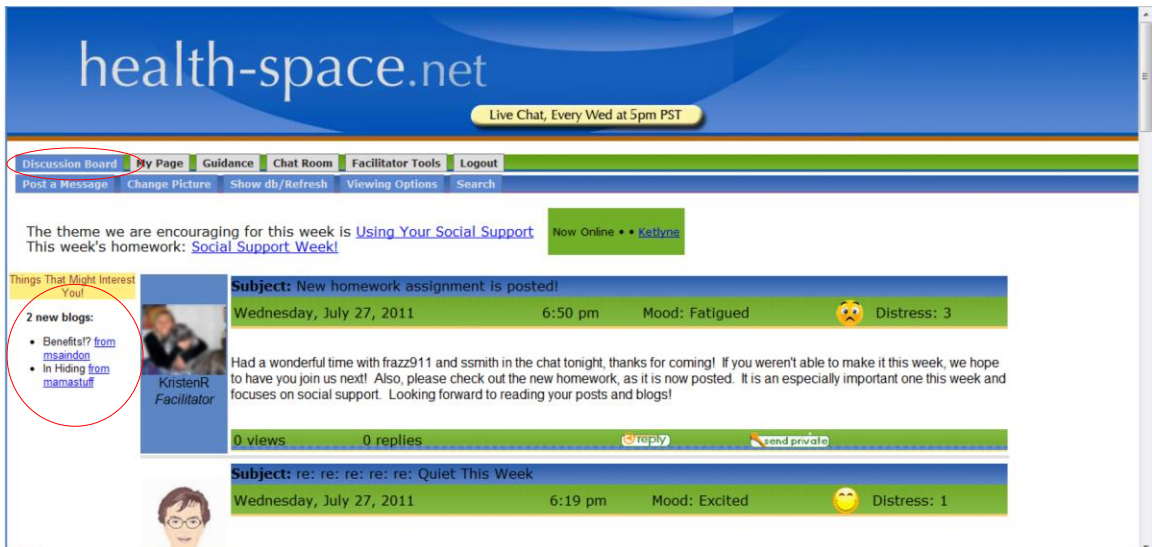 health-space.net
Live Chat, Every Wed at 5pm PST
Discussion Board My Page Guidance Chat Room Facilitator Tools Logout
Post a Message Change Picture Show db/Refresh Viewing Options Search
The theme we are encouraging for this week is Using Your Social Support
This week's homework: Social Support Week!
Now Online • • Ketlyne
Things That Might Interest
You!
2 new blogs:
• Benefits!? from
msaindon
• In Hiding from
mamastuff
KristenR
Facilitator
Subject: New homework assignment is posted!
Wednesday, July 27, 2011 6:50 pm Mood: Fatigued Distress: 3
Had a wonderful time with frazz911 and ssmith in the chat tonight, thanks for coming! If you weren't able to make it this week, we hope
to have you join us next! Also, please check out the new homework, as it is now posted. It is an especially important one this week and
focuses on social support. Looking forward to reading your posts and blogs!
0 views 0 replies reply send private
Subject: re: re: re: re: re: Quiet This Week
Wednesday, July 27, 2011 6:19 pm Mood: Excited Distress: 1